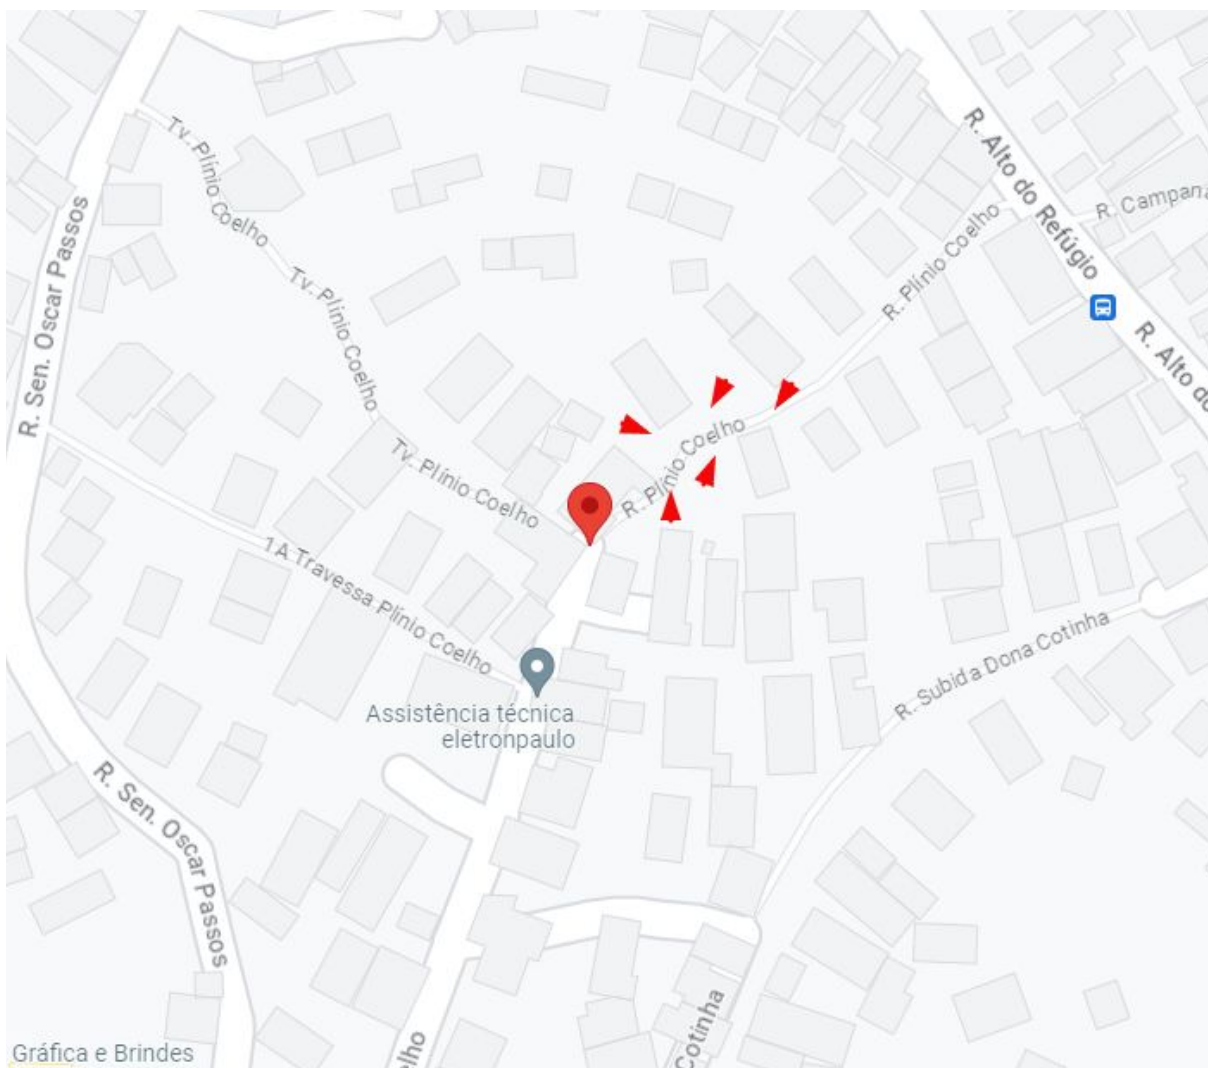 R. Alto do Refúgio
Tv. Plínio Coelho
R. Campana
R. Sen. Oscar Passos
R. Plínio Coelho
Tv. Plínio Coelho
R. Alto do
R. Plínio Coelho
Tv. Plínio Coelho
1A Travessa Plínio Coelho
R. Subida Dona Cotinha
Assistência técnica
eletronpaulo
R. Sen. Oscar Passos
Cotinha
lho
Gráfica e Brindes